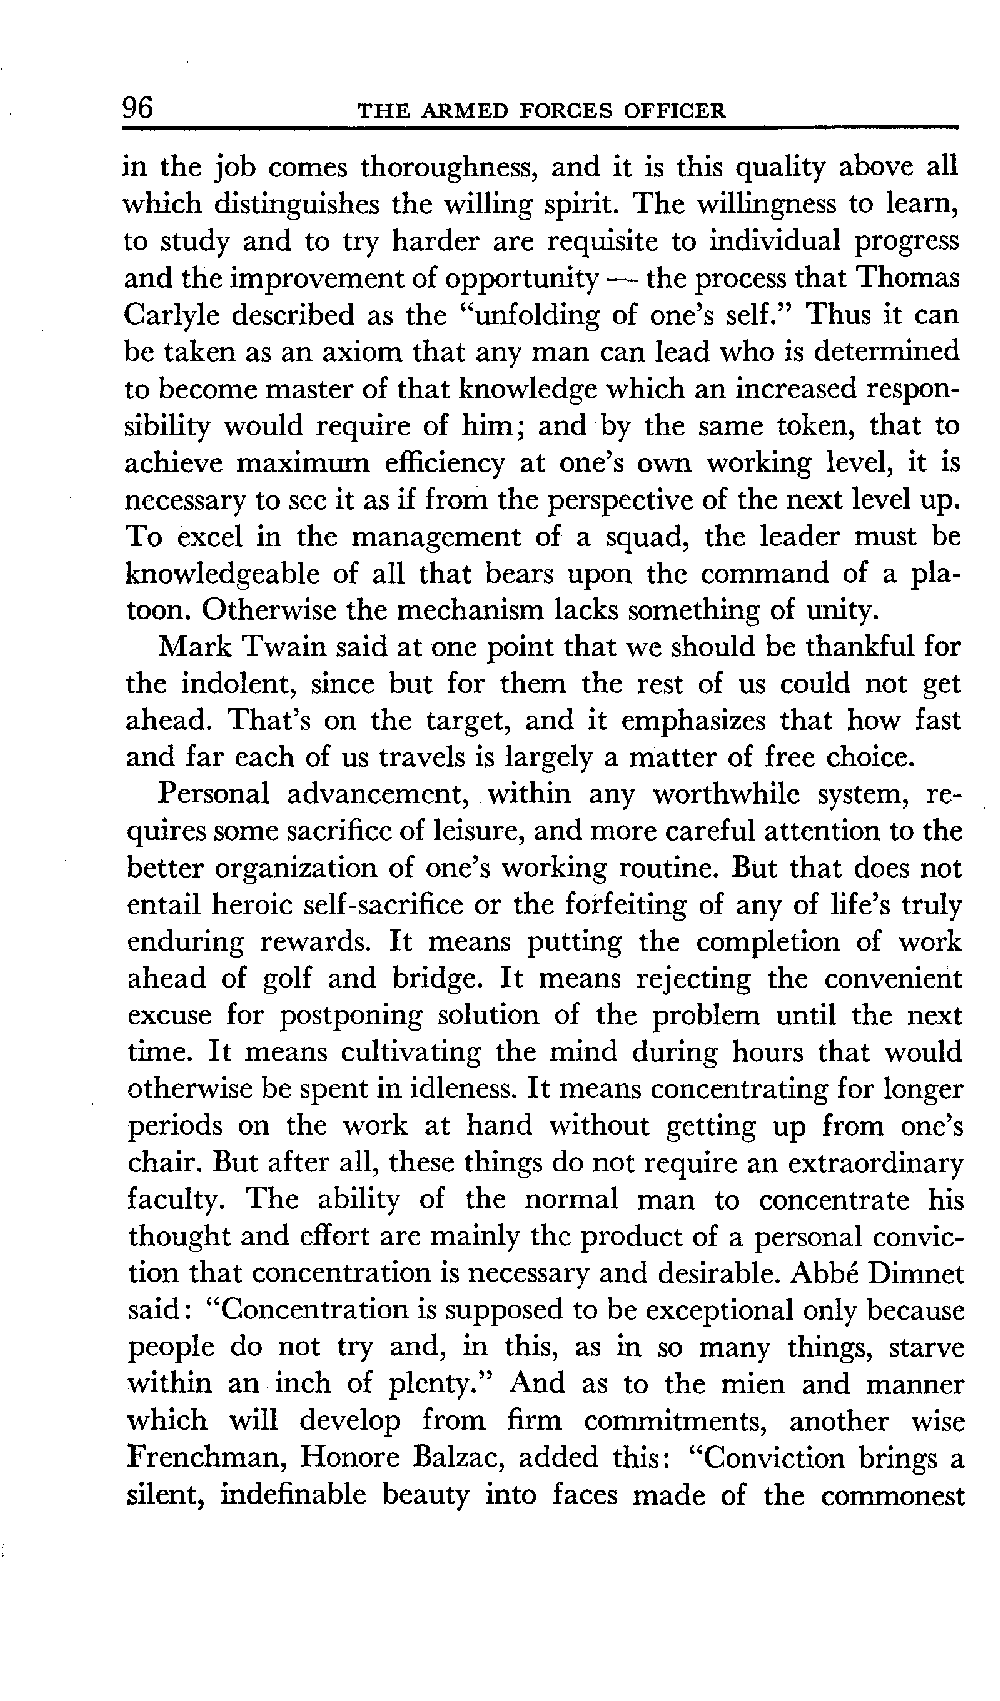 96 THE ARMED FORCES OFFICER
in the job comes thoroughness, and it is this quality above all
which distinguishes the willing spirit. The willingness to learn,
to study and to try harder are requisite to individual progress
and the improvement of opportunity — the process that Thomas
Carlyle described as the “unfolding of one’s self.” Thus it can
be taken as an axiom that any man can lead who is determined
to become master of that knowledge which an increased respon-
sibility would require of him; and by the same token, that to
achieve maximum efficiency at one’s own working level, it is
necessary to see it as if from the perspective of the next level up.
To excel in the management of a squad, the leader must be
knowledgeable of all that bears upon the command of a pla-
toon. Otherwise the mechanism lacks something of unity.
Mark Twain said at one point that we should be thankful for
the indolent, since but for them the rest of us could not get
ahead. That’s on the target, and it emphasizes that how fast
and far each of us travels is largely a matter of free choice.
Personal advancement, within any worthwhile system, re-
quires some sacrifice of leisure, and more careful attention to the
better organization of one’s working routine. But that does not
entail heroic self-sacrifice or the forfeiting of any of life’s truly
enduring rewards. It means putting the completion of work
ahead of golf and bridge. It means rejecting the convenient
excuse for postponing solution of the problem until the next
time. It means cultivating the mind during hours that would
otherwise be spent in idleness. It means concentrating for longer
periods on the work at hand without getting up from one’s
chair. But after all, these things do not require an extraordinary
faculty. The ability of the normal man to concentrate his
thought and effort are mainly the product of a personal convic-
tion that concentration is necessary and desirable. Abbé Dimnet
said: “Concentration is supposed to be exceptional only because
people do not try and, in this, as in so many things, starve
within an inch of plenty.” And as to the mien and manner
which will develop from firm commitments, another wise
Frenchman, Honore Balzac, added this: “Conviction brings a
silent, indefinable beauty into faces made of the commonest